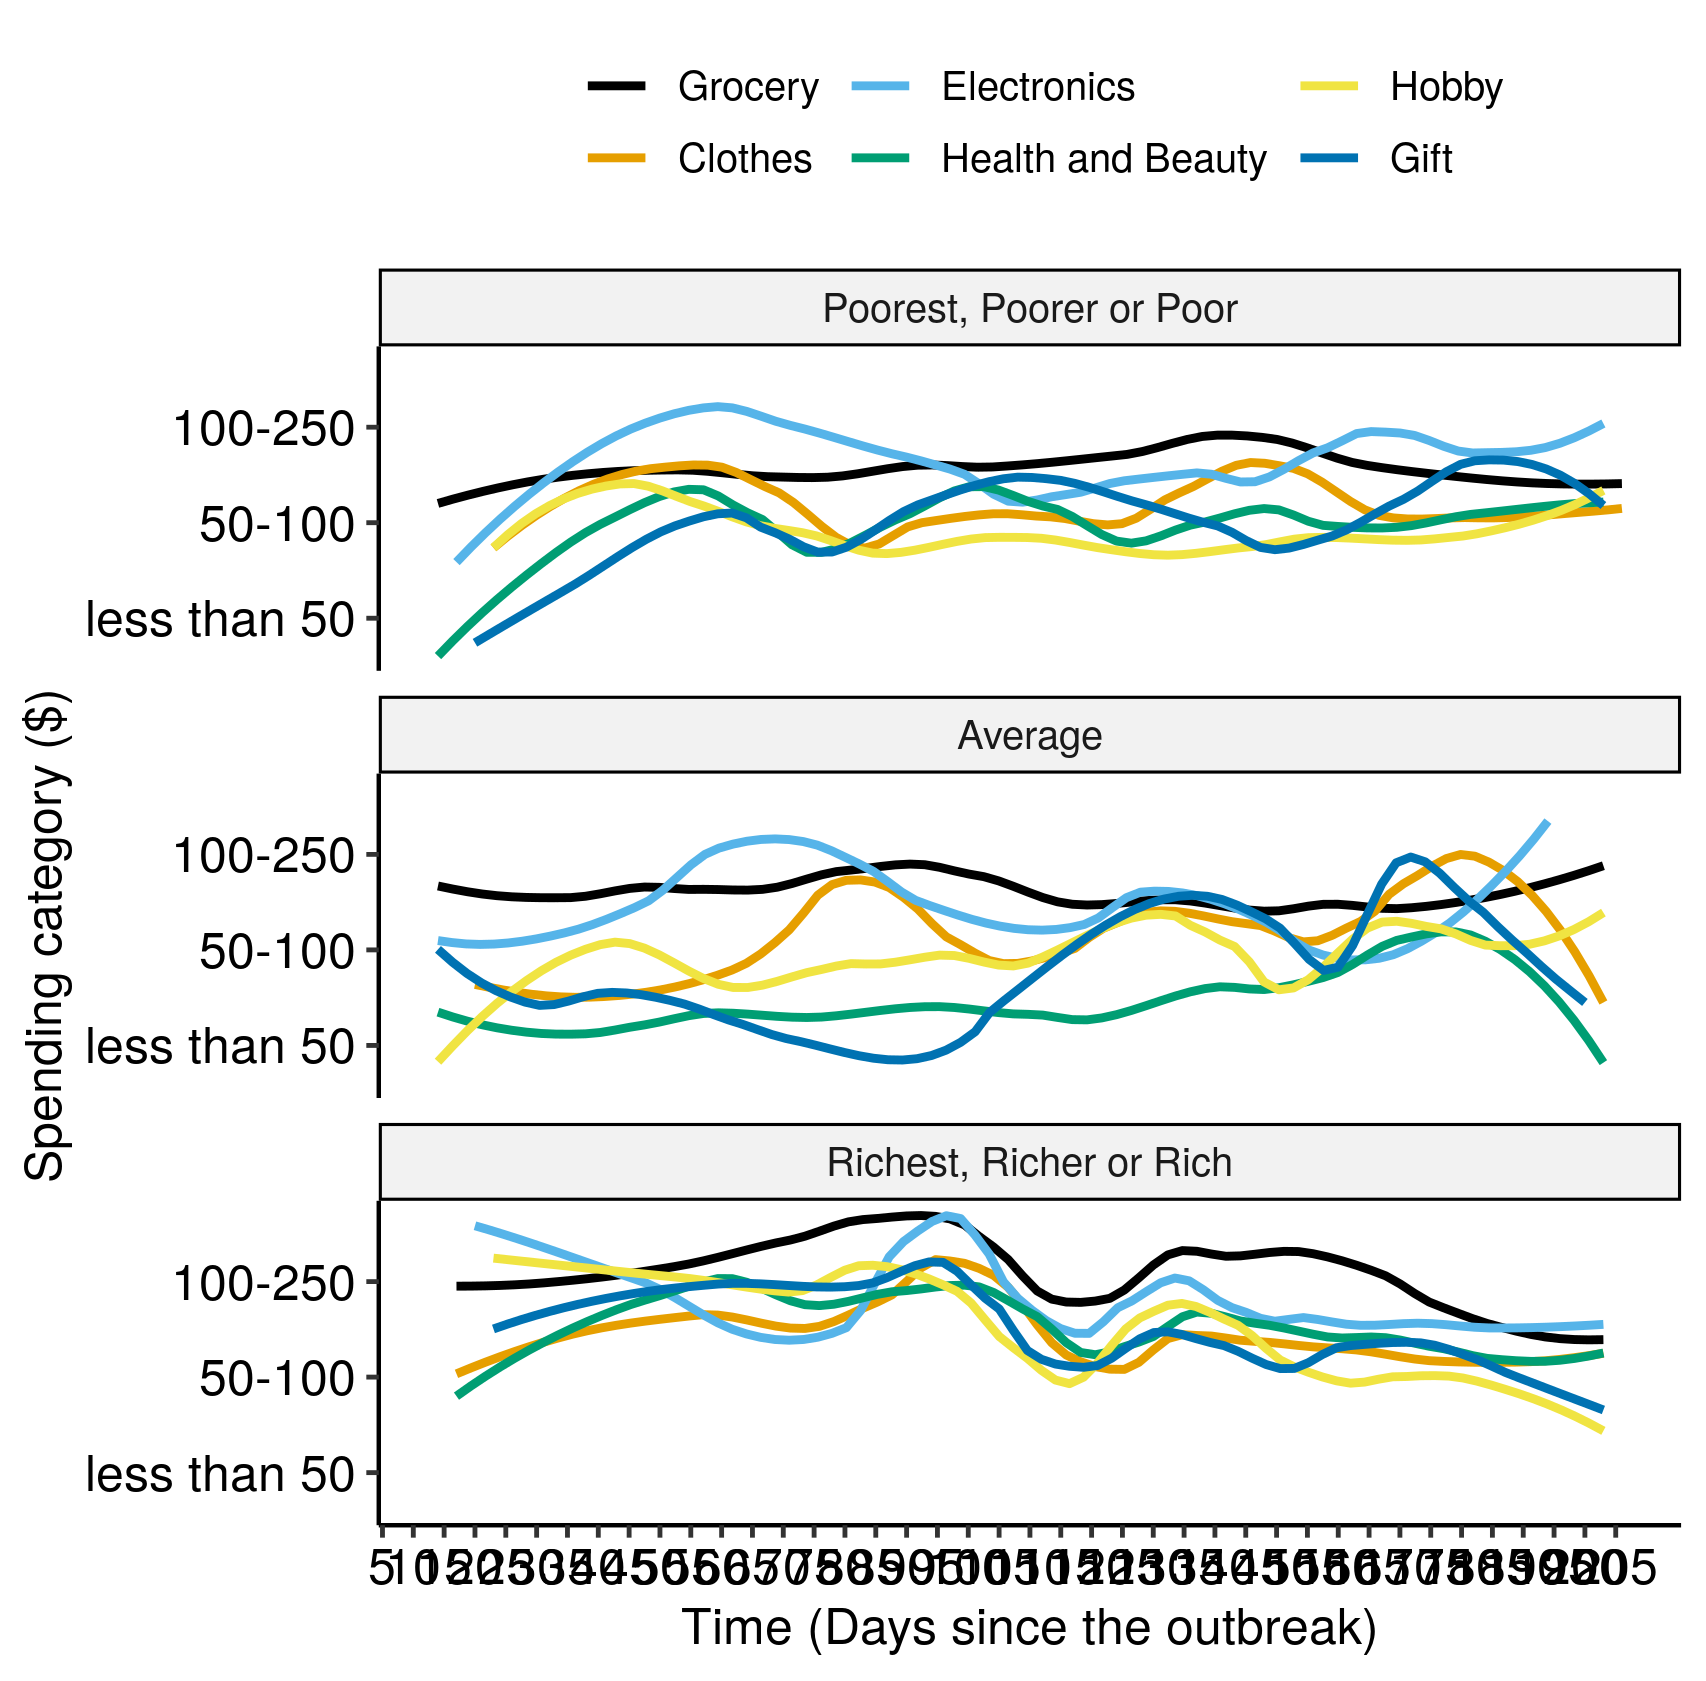 Grocery Electronics Hobby
Clothes Health and Beauty Gift
Poorest, Poorer or Poor
100-250
50-100
less than 50
Spending category ($)
Average
100-250
50-100
less than 50
Richest, Richer or Rich
100-250
50-100
less than 50
Time (Days since the outbreak)